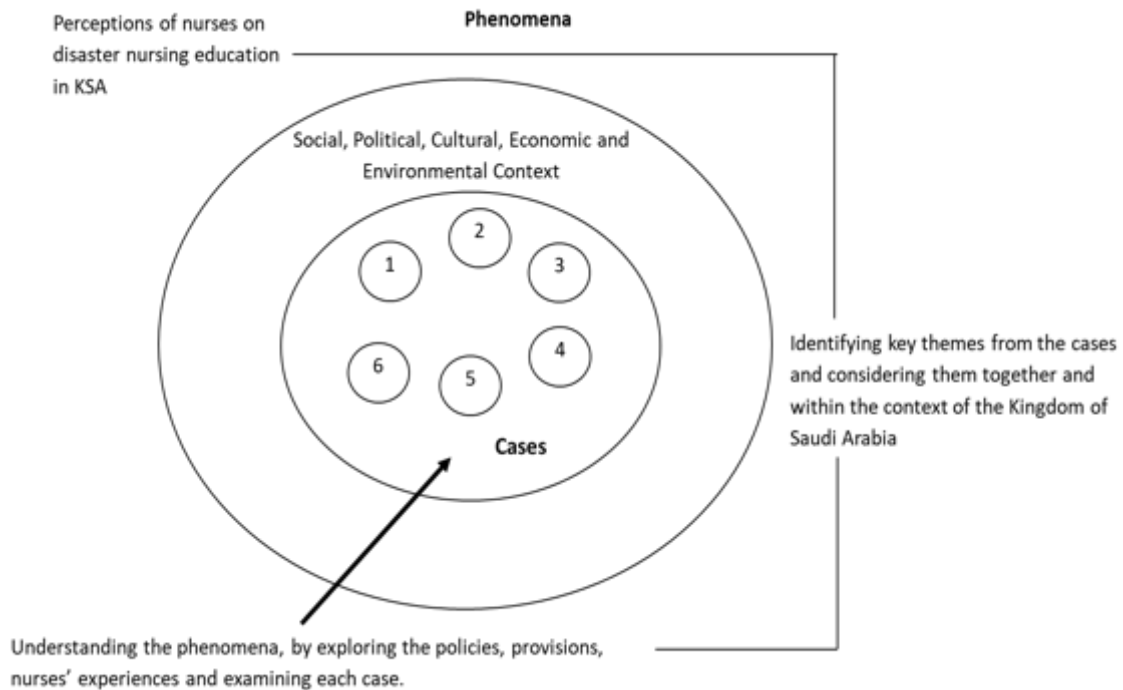 Phenomena
Perceptions of nurses on
disaster nursing education
in KSA
Social, Political, Cultural, Economic and
Environmental Context
1
2
3
4
5
6
Cases
Identifying key themes from the cases
and considering them together and
within the context of the Kingdom of
Saudi Arabia
Understanding the phenomena, by exploring the policies, provisions,
nurses’ experiences and examining each case.